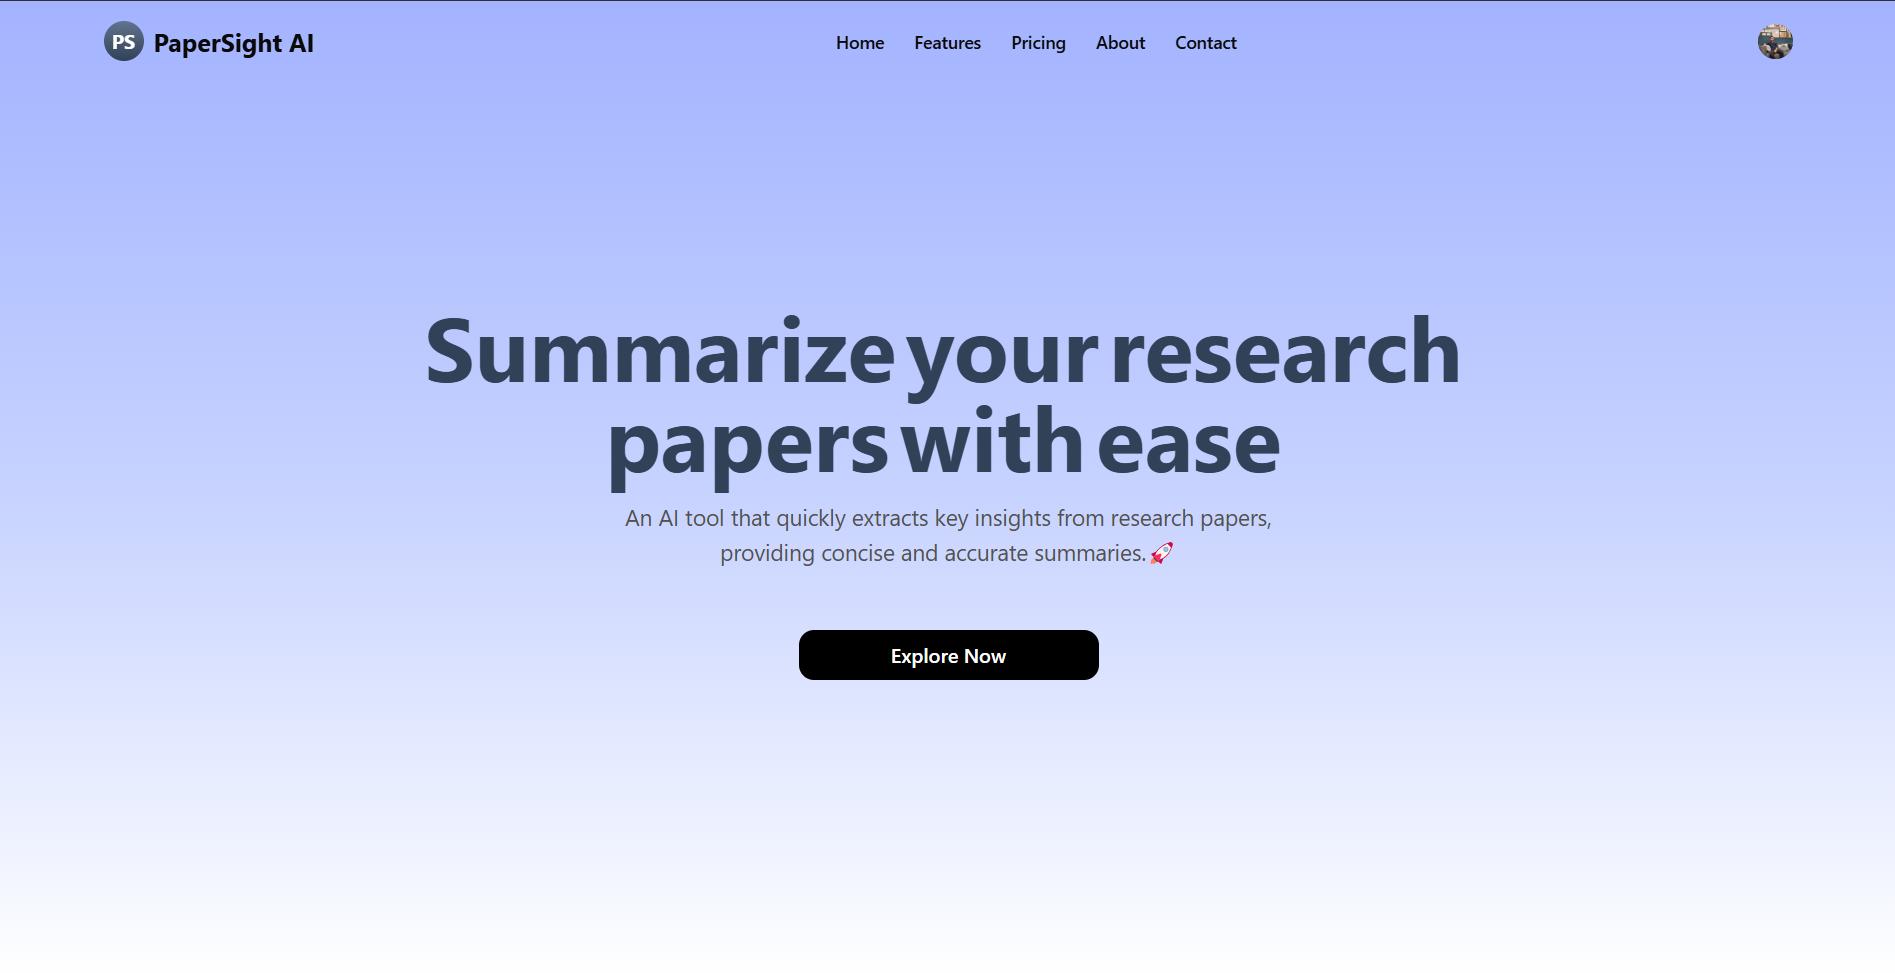 PS PaperSight AI
Home Features Pricing About Contact
Summarize your research
papers with ease
An AI tool that quickly extracts key insights from research papers,
providing concise and accurate summaries. 🚀
Explore Now